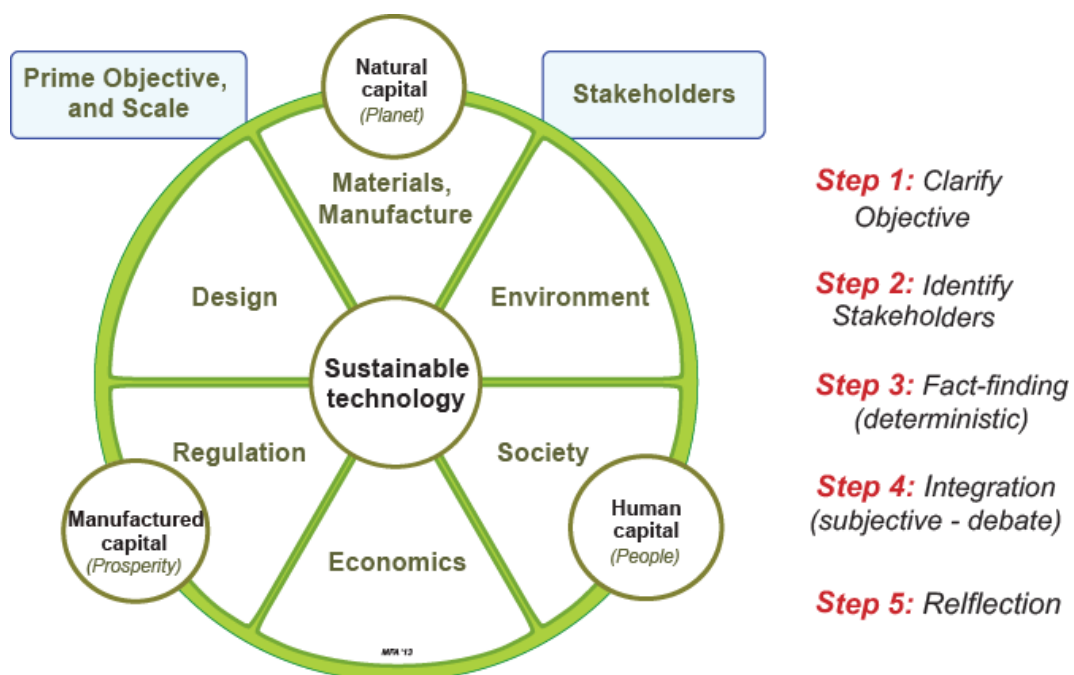 Prime Objective,
and Scale
Natural
capital
(Planet)
Stakeholders
Materials,
Manufacture
Design
Environment
Sustainable
technology
Regulation
Society
Manufactured
capital
(Prosperity)
Economics
Human
capital
(People)
MFA '13
Step 1: Clarify
Objective
Step 2: Identify
Stakeholders
Step 3: Fact-finding
(deterministic)
Step 4: Integration
(subjective - debate)
Step 5: Relflection